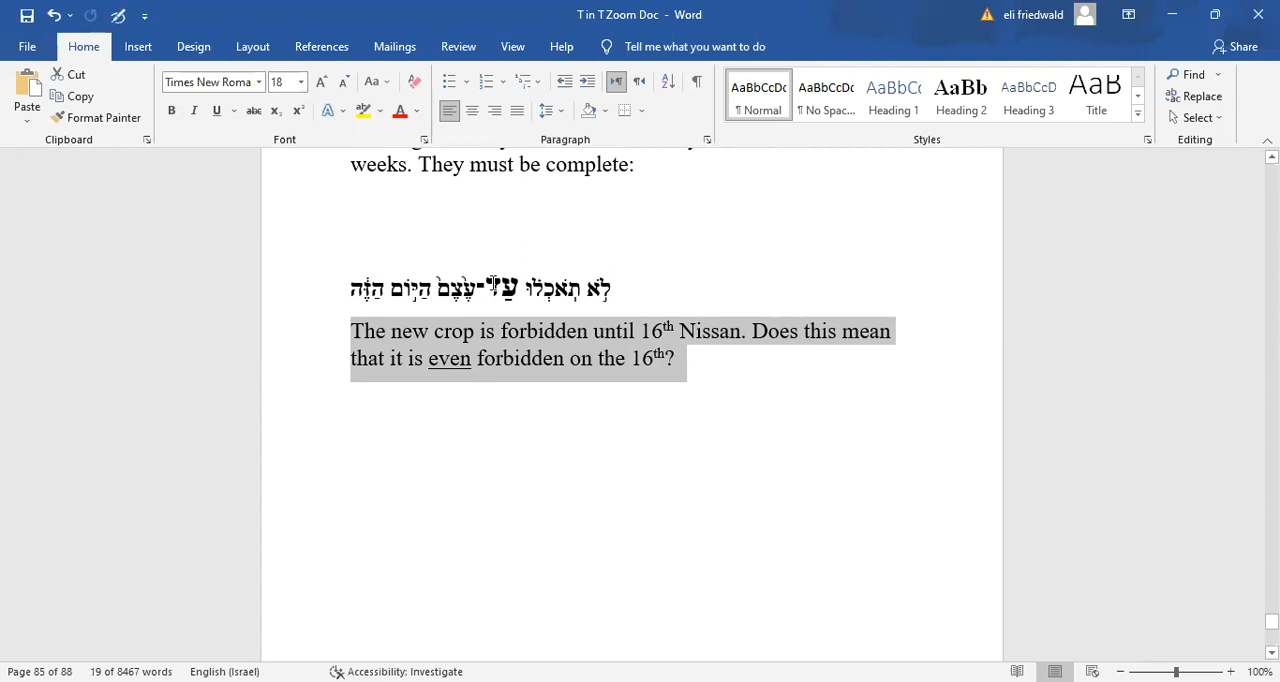 T in T Zoom Doc - Word
eli friedwald
File Home Insert Design Layout References Mailings Review View Help Tell me what you want to do Share
Paste
Cut
Copy
Format Painter
Clipboard
Times New Roma 18
Font
Paragraph
AaBbCcDc AaBbCcDc AaBbCc AaBbCc AaBbCcD AaB
¶ Normal ¶ No Spac... Heading 1 Heading 2 Heading 3 Title
Styles
Find
Replace
Select
Editing
weeks. They must be complete:
לֹ֣א תֹֽאכְל֗וּ עַד־עֶ֙צֶם֙ הַיּ֣וֹם הַזֶּ֔ה
The new crop is forbidden until 16th Nissan. Does this mean
that it is even forbidden on the 16th?
Page 85 of 88 19 of 8467 words English (Israel) Accessibility: Investigate 100%